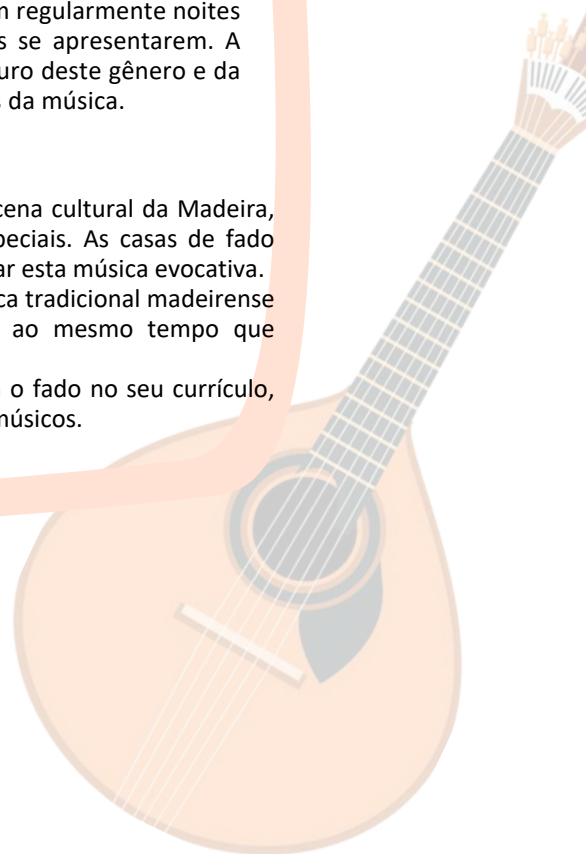 regularmente noites
s se apresentarem. A
uro deste gênero e da
da música.
cena cultural da Madeira,
peciais. As casas de fado
ar esta música evocativa.
ca tradicional madeirense
ao mesmo tempo que
o fado no seu currículo,
músicos.